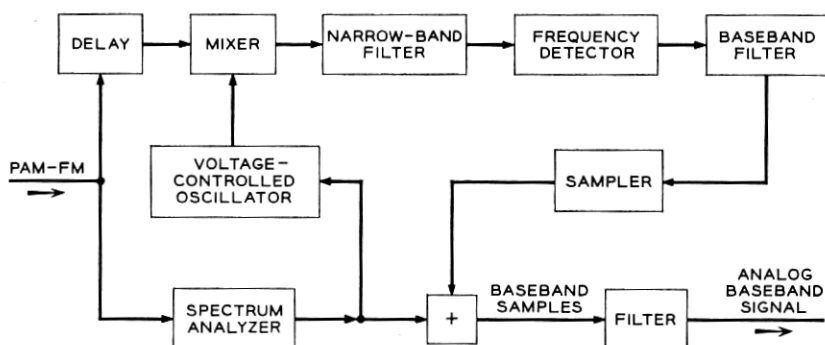 DELAY
MIXER
NARROW-BAND
FILTER
FREQUENCY
DETECTOR
BASEBAND
FILTER
PAM-FM
VOLTAGE-
CONTROLLED
OSCILLATOR
SAMPLER
SPECTRUM
ANALYZER
+
BASEBAND
SAMPLES
FILTER
ANALOG
BASEBAND
SIGNAL